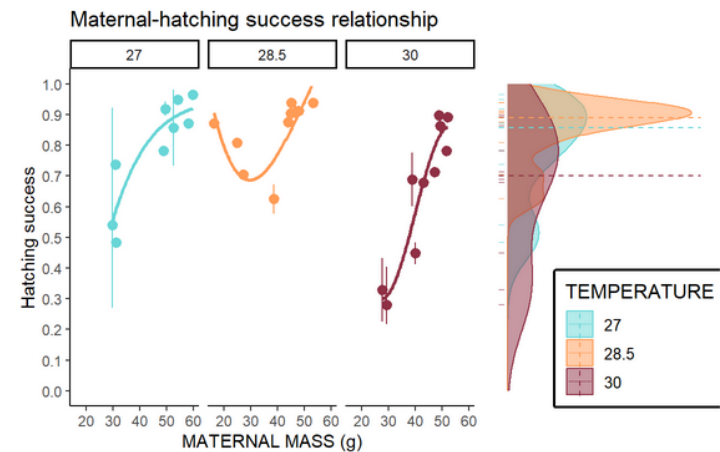 Maternal-hatching success relationship
27 28.5 30
1.0
0.9
0.8
0.7
0.6
0.5
0.4
0.3
0.2
0.1
0.0
Hatching success
20 30 40 50 60 20 30 40 50 60 20 30 40 50 60
MATERNAL MASS (g)
TEMPERATURE
27
28.5
30